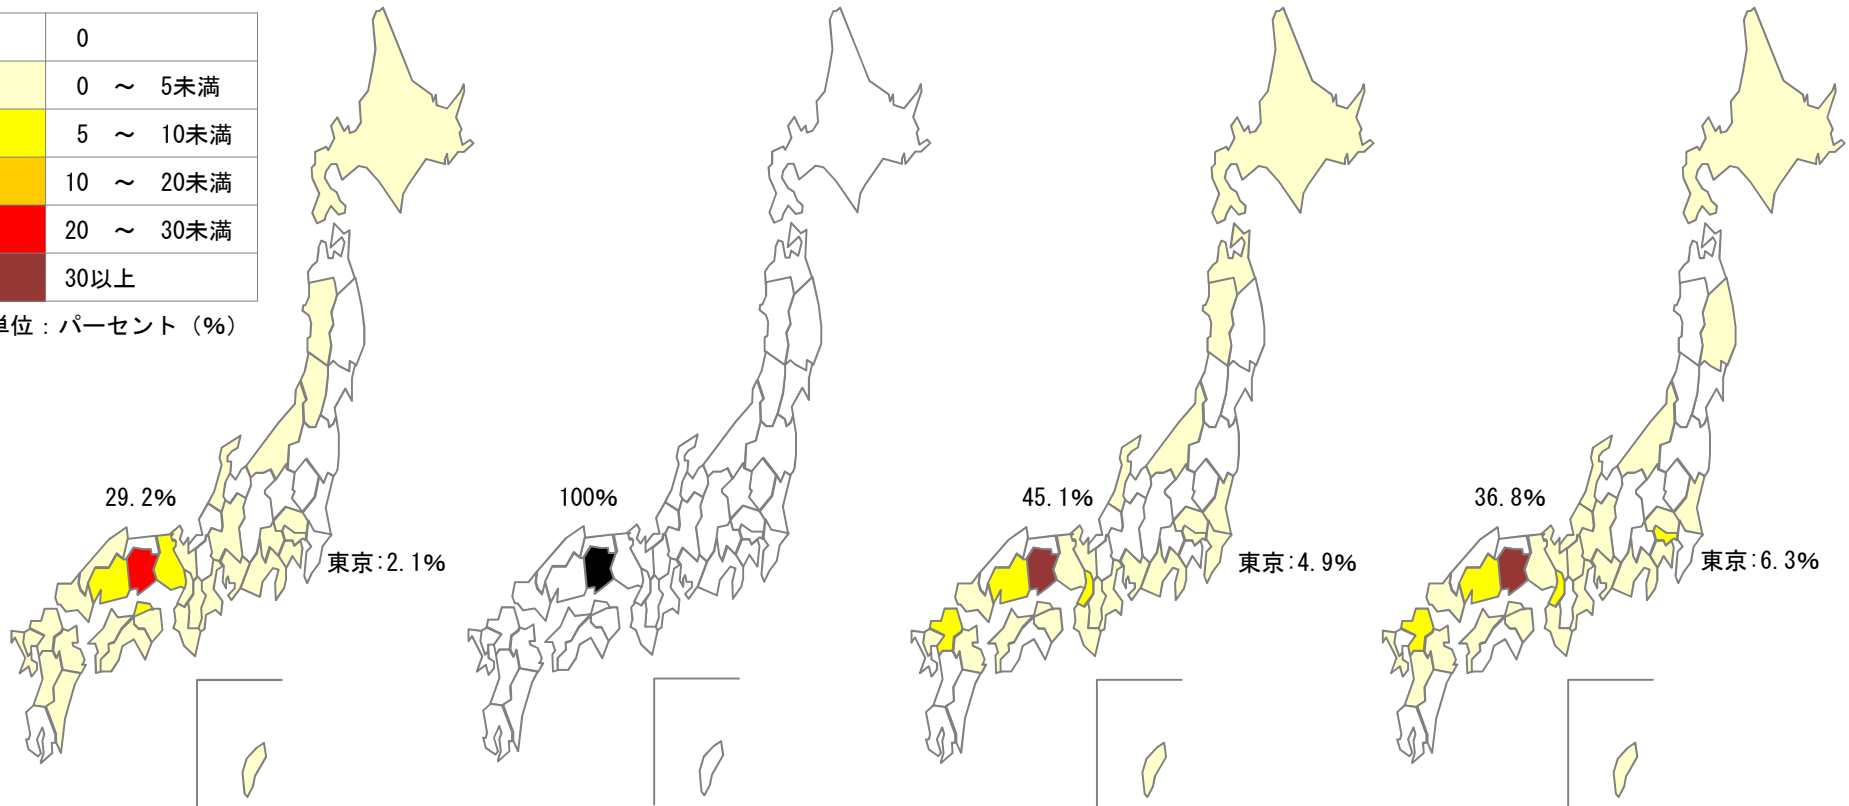 0
0 ～ 5未満
5 ～ 10未満
10 ～ 20未満
20 ～ 30未満
30以上
単位：パーセント（%）
29.2%
100%
45.1%
36.8%
東京:2.1%
東京:4.9%
東京:6.3%